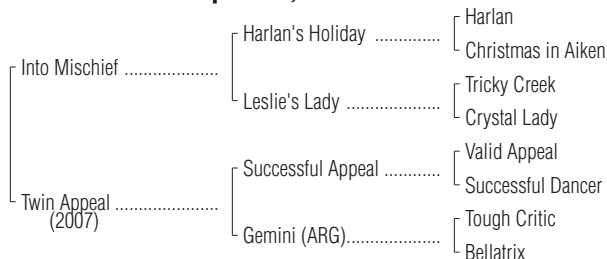 Harlan
Harlan's Holiday ................
Christmas in Aiken
Into Mischief .....................
Tricky Creek
Leslie's Lady .....................
Crystal Lady
Valid Appeal
Successful Appeal ............
Successful Dancer
Twin Appeal .......................
(2007)
Tough Critic
Gemini (ARG)...................
Bellatrix